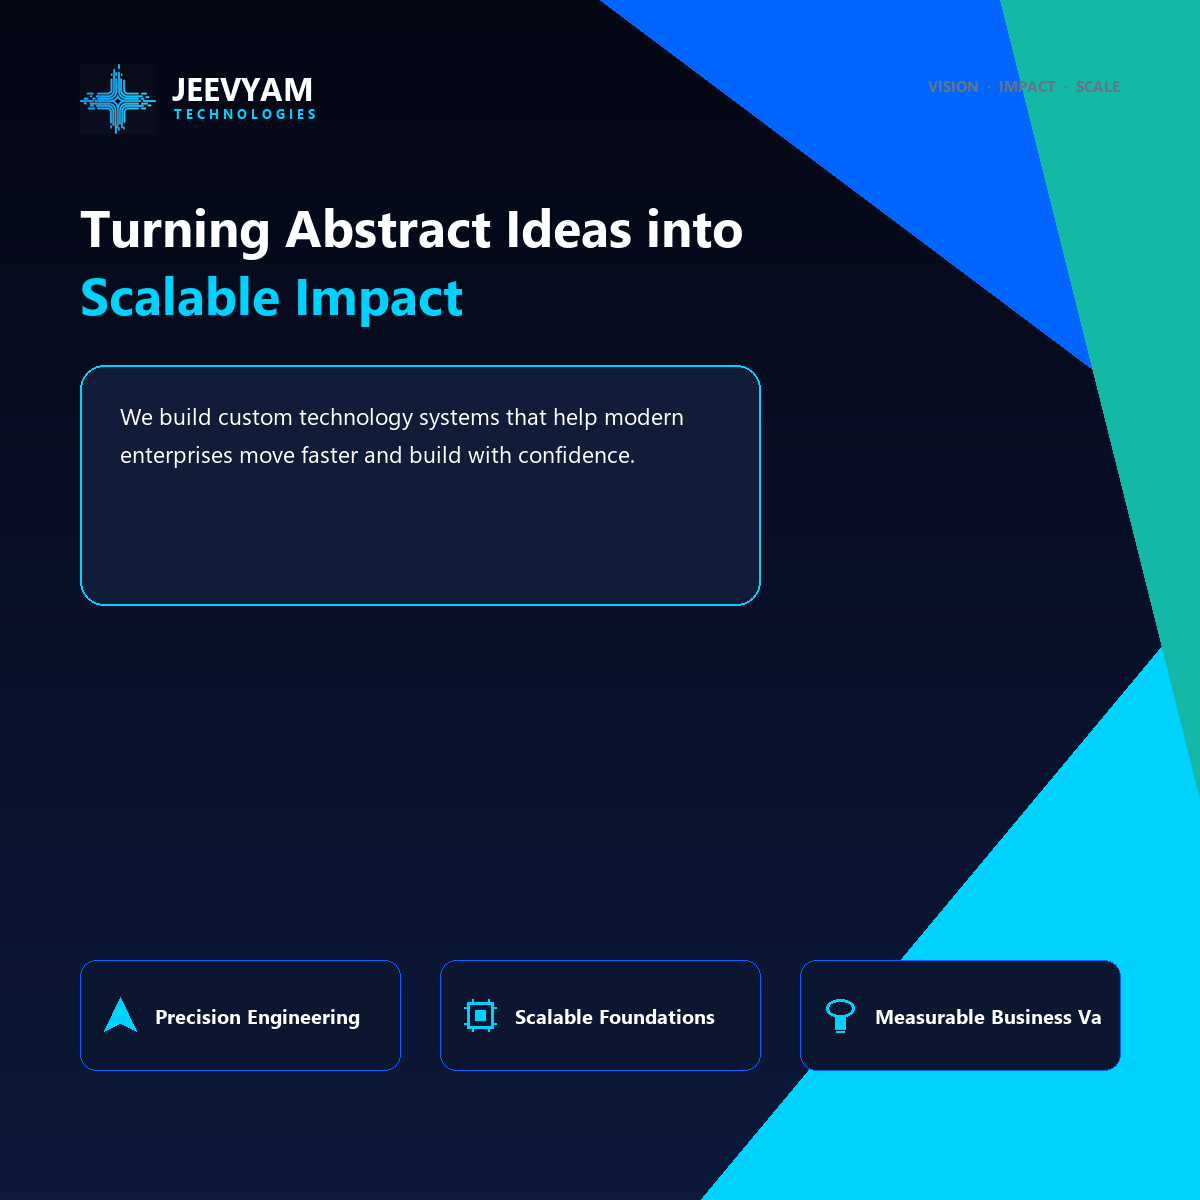 JEEVYAM
TECHNOLOGIES
VISION · IMPACT · SCALE
Turning Abstract Ideas into
Scalable Impact
We build custom technology systems that help modern
enterprises move faster and build with confidence.
Precision Engineering
Scalable Foundations
Measurable Business Va